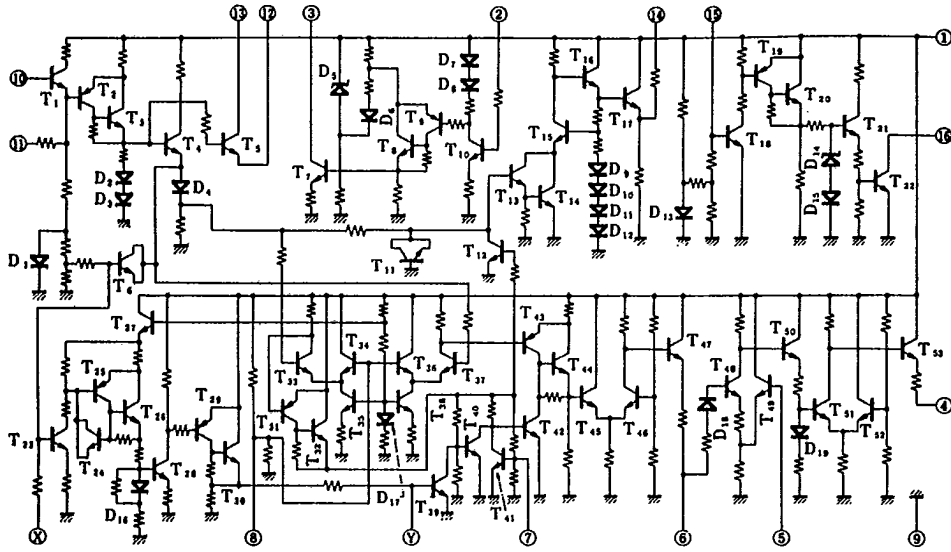 ⑬ ⑫ ③ ② ⑭ ⑮
①
⑩ T₁ T₂ T₃ T₄ T₅
D₅ D₆ D₇ D₈
T₁₆ T₁₇ T₁₉ T₂₀
⑪ T₇ T₈ T₉ T₁₀ T₁₅ T₁₈ T₂₁ ⑯
D₂ D₃ D₄
D₉ D₁₀ D₁₁ D₁₂
T₁₃ T₁₄ D₁₃ D₁₄ D₁₅ T₂₂
D₁ T₆ T₁₁ T₁₂
T₂₇ T₃₄ T₃₆ T₄₃ T₄₇ T₅₀
T₂₅ T₂₆ T₂₉ T₃₃ T₃₇ T₄₄ T₄₈ T₅₃
T₂₃ T₂₄ T₂₈ T₃₀ T₃₁ T₃₂ T₃₅ T₃₈ T₄₀ T₄₂ T₄₅ T₄₆ D₁₈ T₄₉ T₅₁ T₅₂ ④
D₁₆ D₁₇ T₃₉ T₄₁ D₁₉
Ⓧ ⑧ Ⓨ ⑦ ⑥ ⑤ ⑨